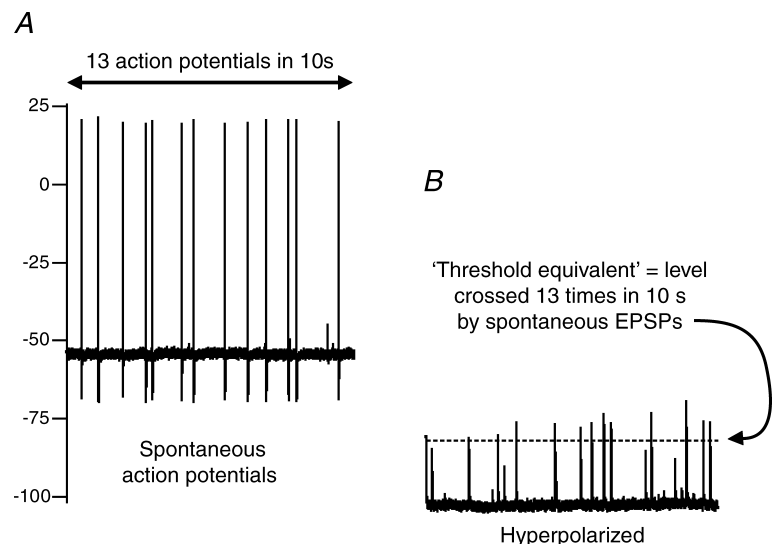 A
13 action potentials in 10s
25
0
-25
-50
-75
-100
Spontaneous
action potentials
B
‘Threshold equivalent’ = level
crossed 13 times in 10 s
by spontaneous EPSPs
Hyperpolarized